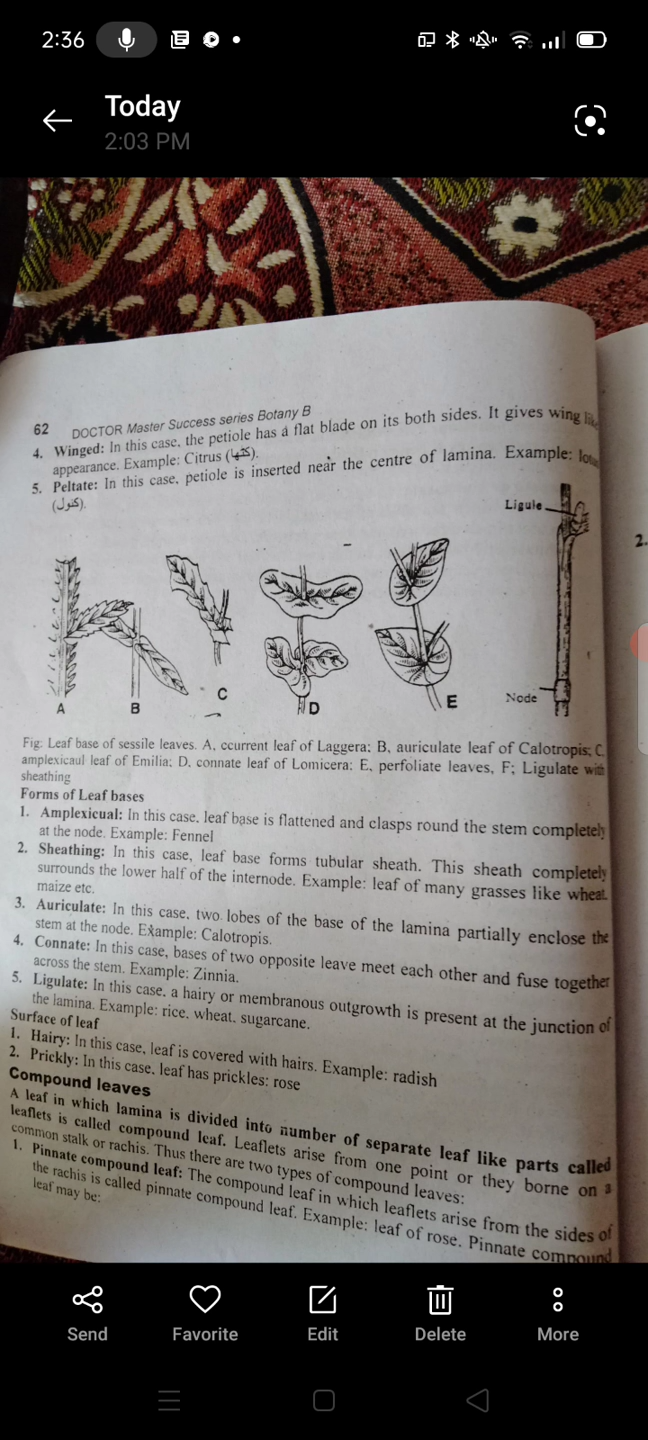 2:36
Today
2:03 PM
62 DOCTOR Master Success series Botany B
4. Winged: In this case, the petiole has a flat blade on its both sides. It gives wing
appearance. Example: Citrus (کٹھا).
5. Peltate: In this case, petiole is inserted near the centre of lamina. Example:
(کنول).
Ligule
2.
A
B
C
D
E
Node
Fig: Leaf base of sessile leaves. A, ccurrent leaf of Laggera; B, auriculate leaf of Calotropis; C,
amplexicaul leaf of Emilia; D, connate leaf of Lomicera; E, perfoliate leaves, F; Ligulate with
sheathing
Forms of Leaf bases
1. Amplexicual: In this case, leaf base is flattened and clasps round the stem completely
at the node. Example: Fennel
2. Sheathing: In this case, leaf base forms tubular sheath. This sheath completely
surrounds the lower half of the internode. Example: leaf of many grasses like wheat.
maize etc.
3. Auriculate: In this case, two lobes of the base of the lamina partially enclose the
stem at the node. Example: Calotropis.
4. Connate: In this case, bases of two opposite leave meet each other and fuse together
across the stem. Example: Zinnia.
5. Ligulate: In this case, a hairy or membranous outgrowth is present at the junction of
the lamina. Example: rice, wheat, sugarcane.
Surface of leaf
1. Hairy: In this case, leaf is covered with hairs. Example: radish
2. Prickly: In this case, leaf has prickles: rose
Compound leaves
A leaf in which lamina is divided into number of separate leaf like parts called
leaflets is called compound leaf. Leaflets arise from one point or they borne on a
common stalk or rachis. Thus there are two types of compound leaves:
1. Pinnate compound leaf: The compound leaf in which leaflets arise from the sides of
the rachis is called pinnate compound leaf. Example: leaf of rose. Pinnate compound
leaf may be:
Send
Favorite
Edit
Delete
More